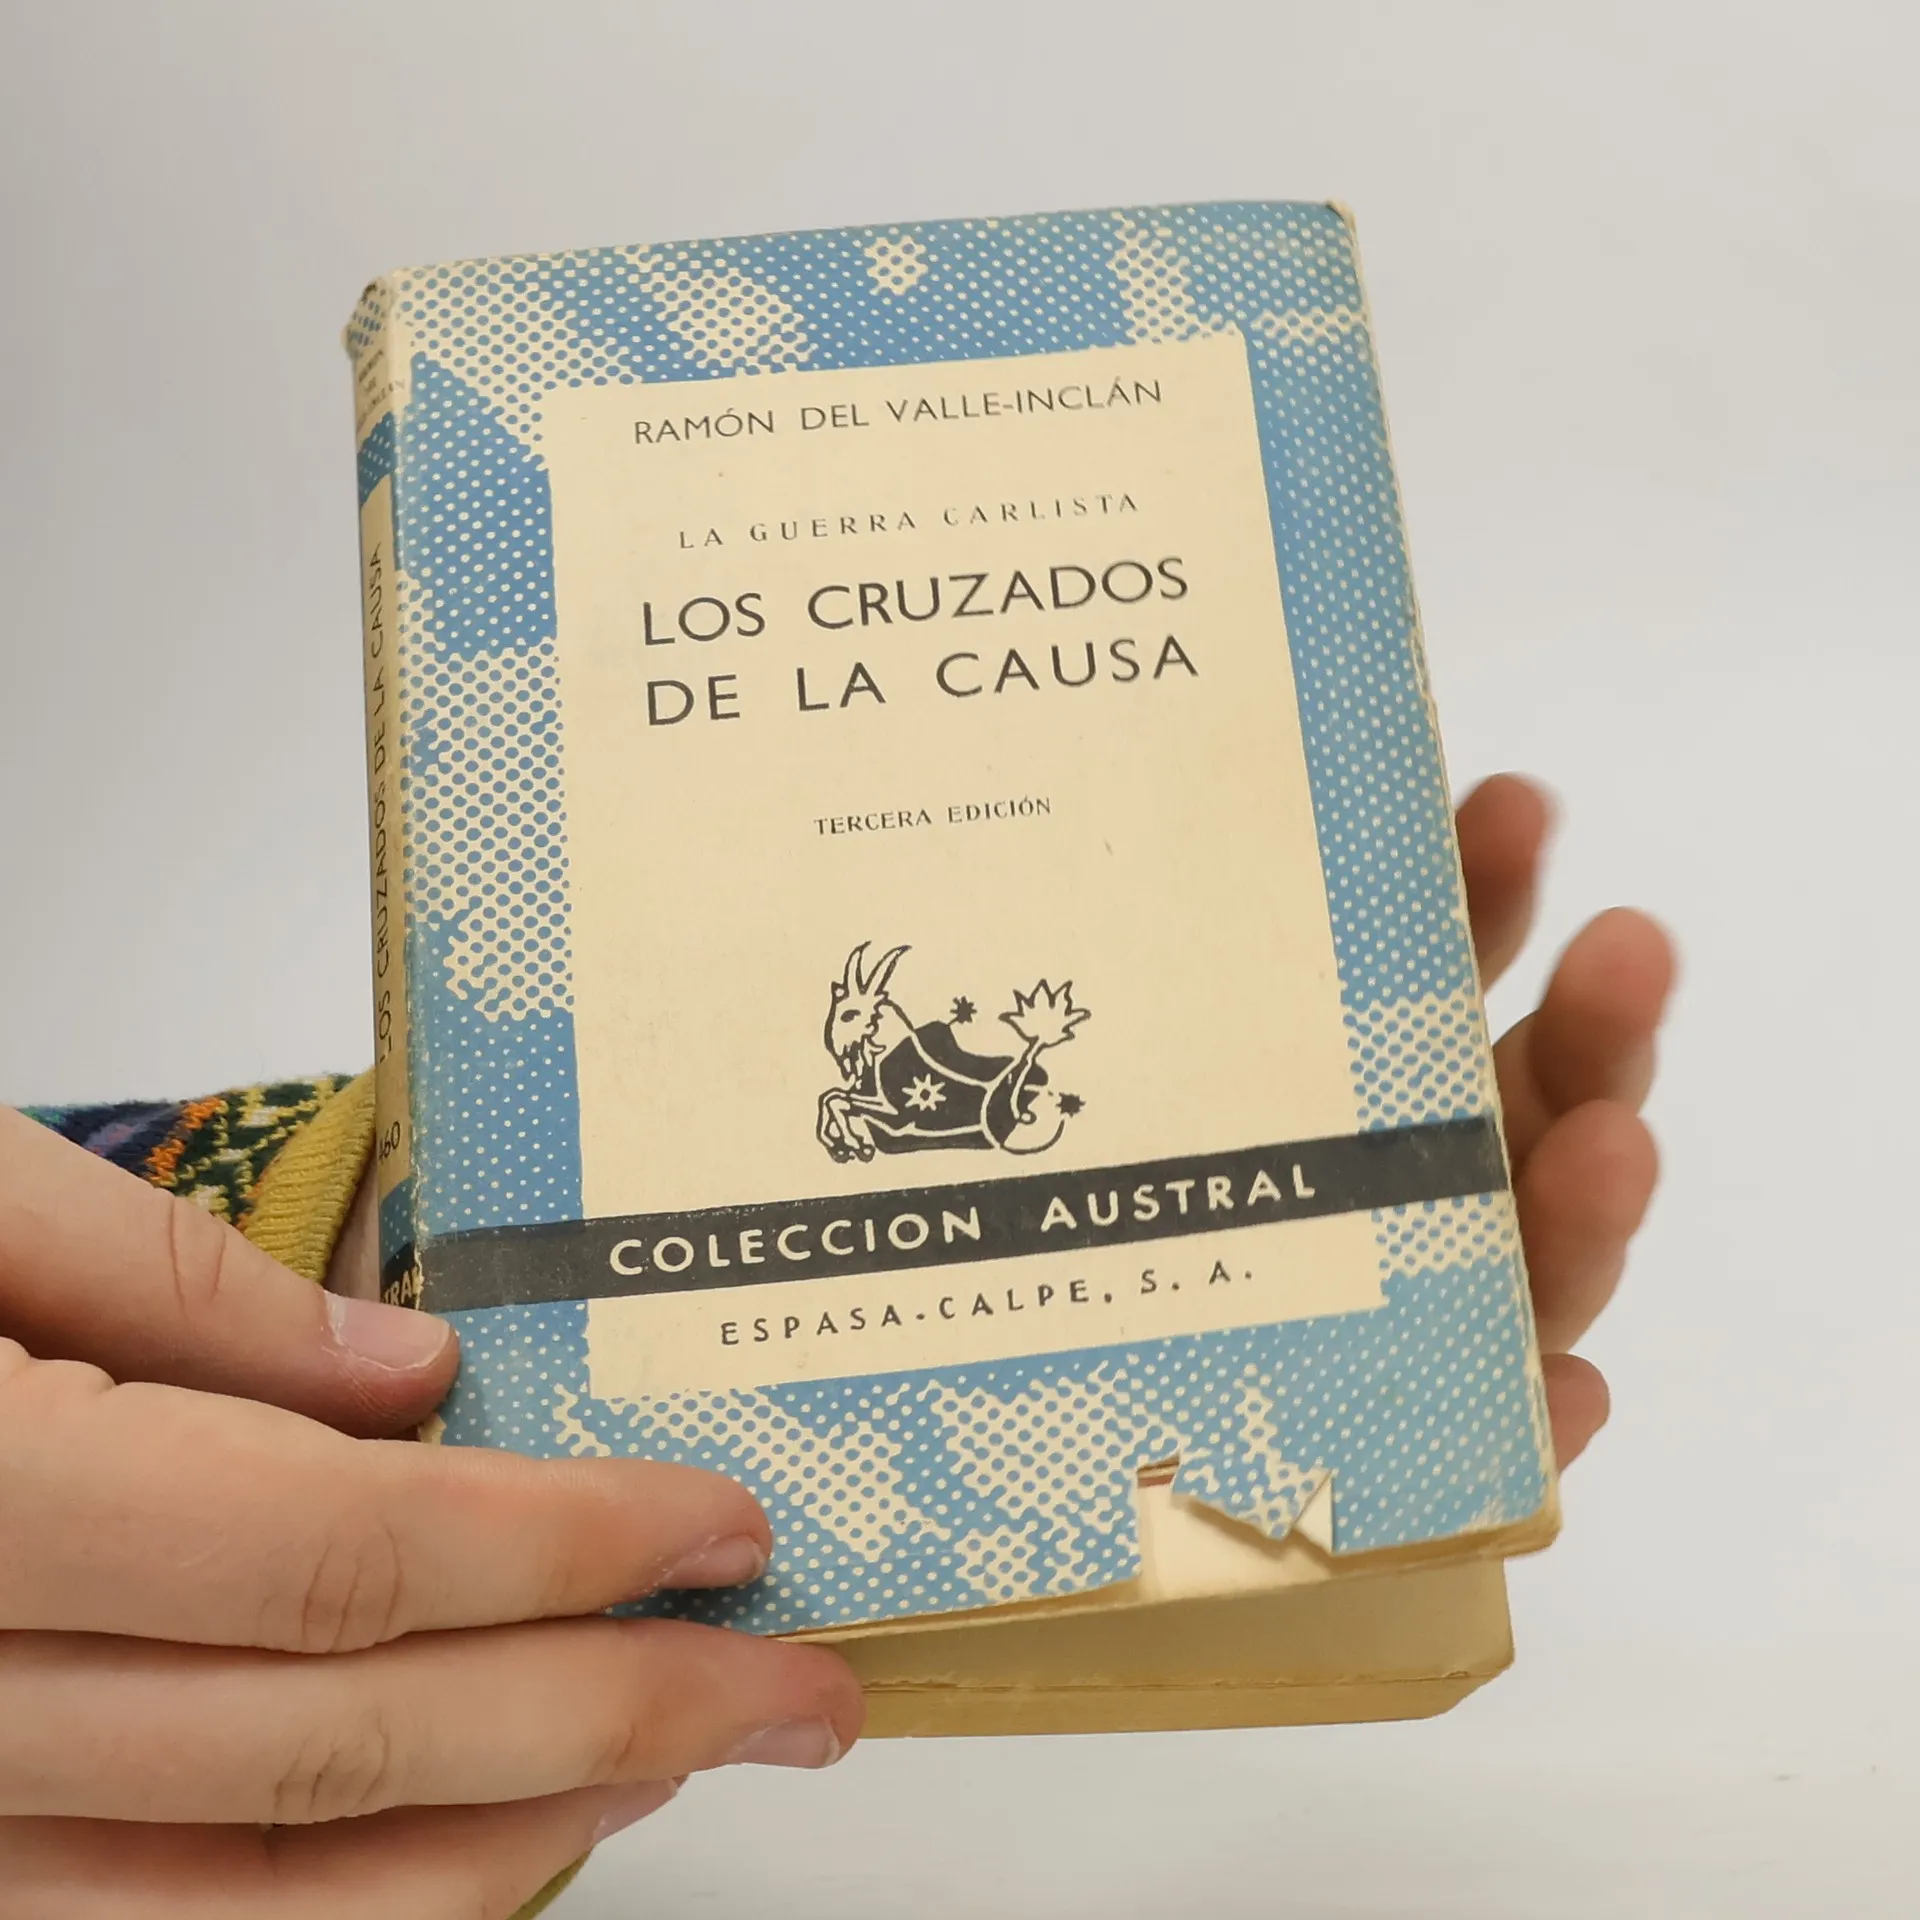 RAMÓN DEL VALLE-INCLÁN
LA GUERRA CARLISTA
LOS CRUZADOS
DE LA CAUSA
TERCERA EDICIÓN
COLECCION AUSTRAL
ESPASA-CALPE, S. A.
LOS CRUZADOS DE LA CAUSA
460